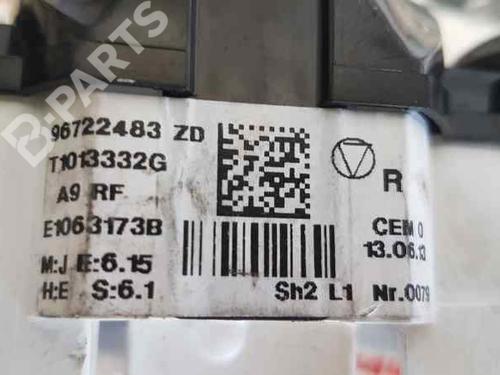 B-PARTS
96722483 ZD
T1013332G
A9 RF
R
E1063173B
CEM 0
13.06.13
M:J E:6.15
H:E S:6.1
Sh2 L1 Nr.0079